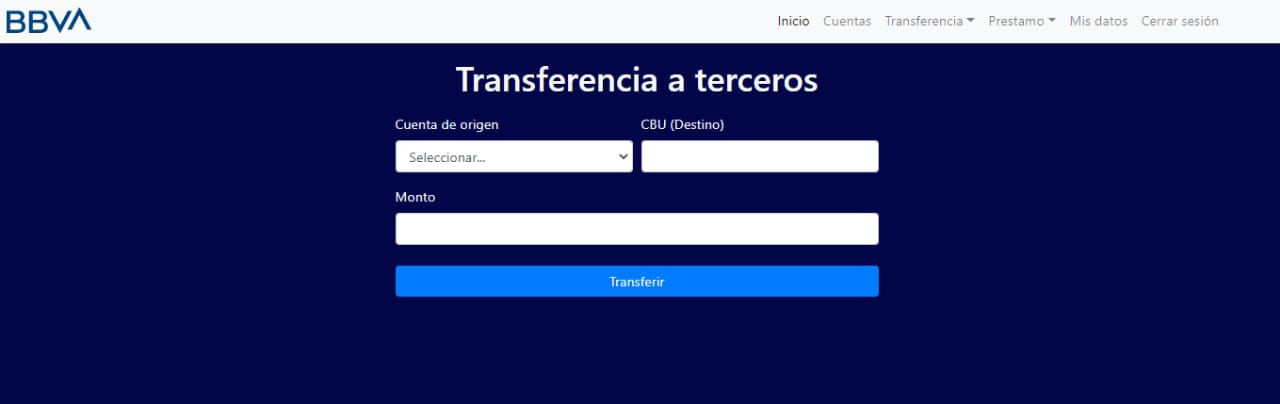 BBVA
Inicio Cuentas Transferencia Prestamo Mis datos Cerrar sesión
Transferencia a terceros
Cuenta de origen CBU (Destino)
Seleccionar...
Monto
Transferir